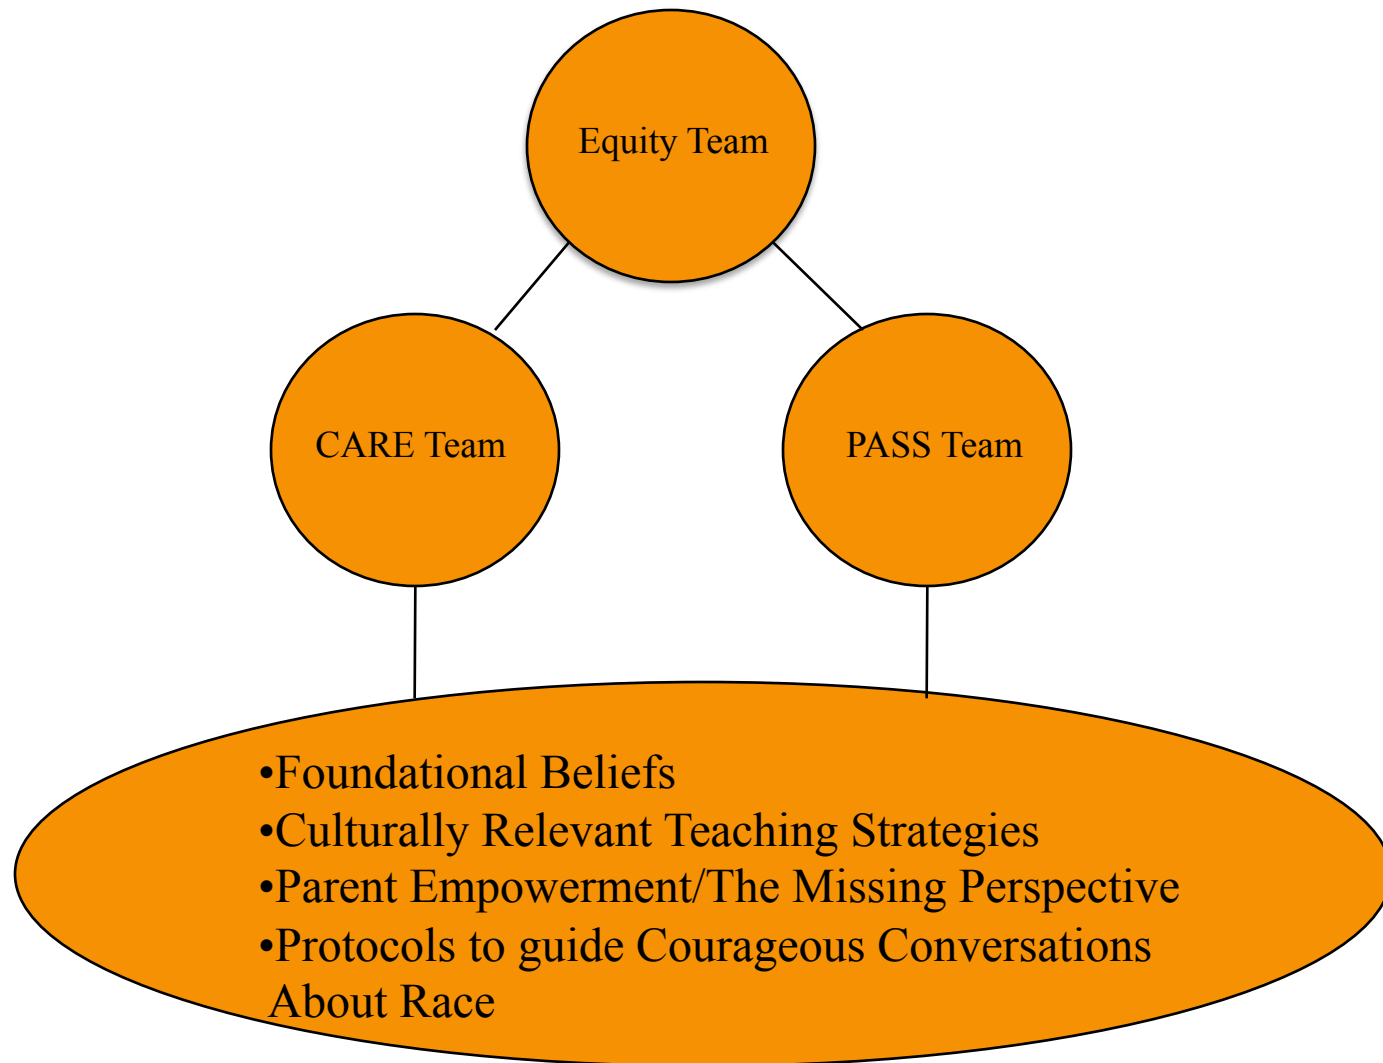 Equity Team
CARE Team
PASS Team
•Foundational Beliefs
•Culturally Relevant Teaching Strategies
•Parent Empowerment/The Missing Perspective
•Protocols to guide Courageous Conversations
About Race